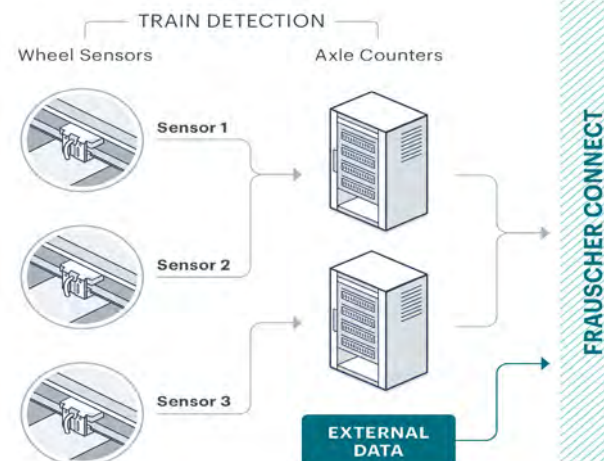 TRAIN DETECTION
Wheel Sensors
Axle Counters
Sensor 1
Sensor 2
Sensor 3
EXTERNAL
DATA
FRAUSCHER CONNECT